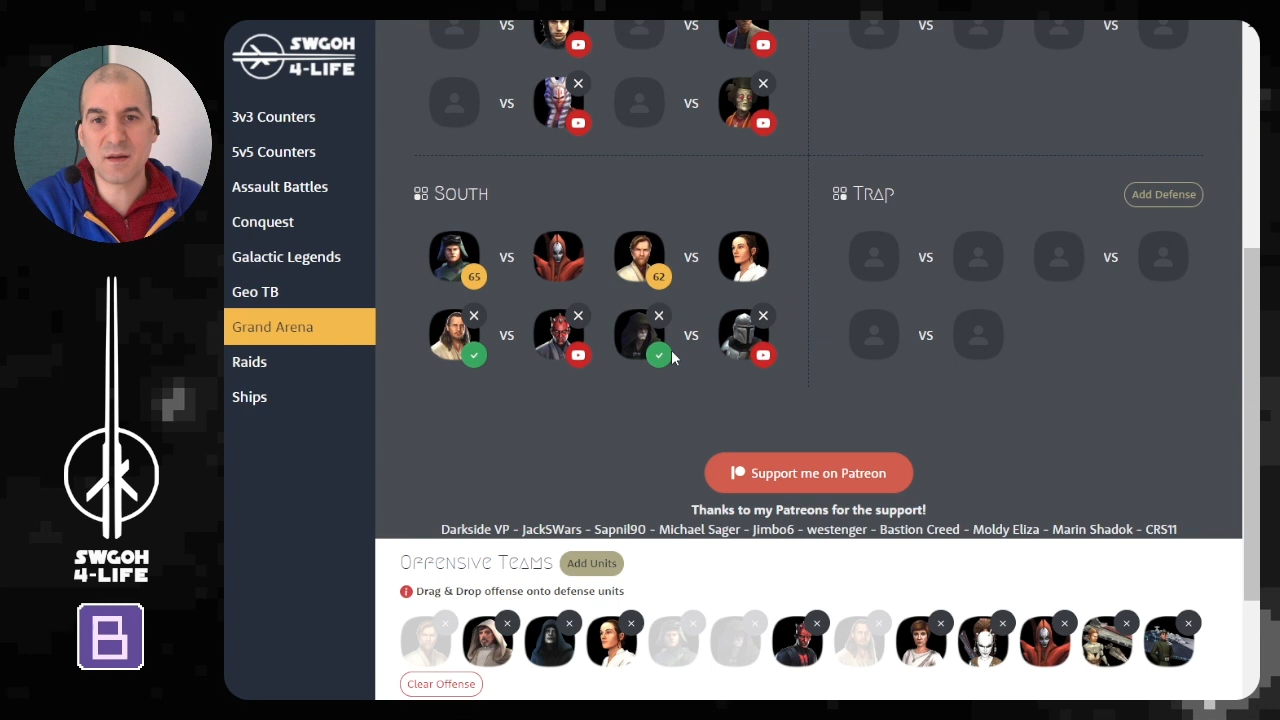 SWGOH
4-LIFE
3v3 Counters
5v5 Counters
Assault Battles
Conquest
Galactic Legends
Geo TB
Grand Arena
Raids
Ships
VS VS VS VS
VS VS
South
Trap
Add Defense
65 VS 62 VS VS VS
VS VS VS
Support me on Patreon
Thanks to my Patreons for the support!
Darkside VP - JackSWars - Sapnil90 - Michael Sager - Jimbo6 - westenger - Bastion Creed - Moldy Eliza - Marin Shadok - CRS11
Offensive Teams Add Units
Drag & Drop offense onto defense units
Clear Offense
SWGOH
4-LIFE
B